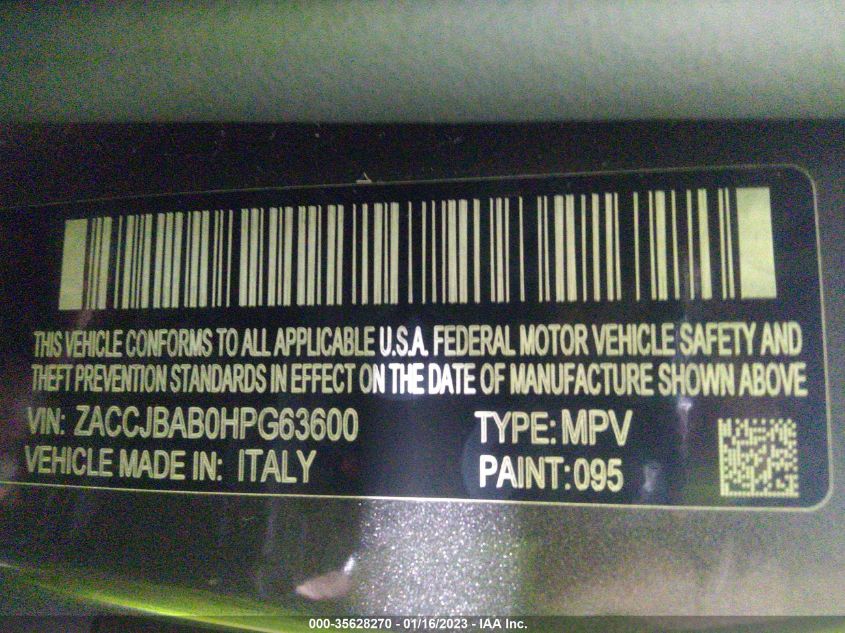 THIS VEHICLE CONFORMS TO ALL APPLICABLE U.S.A. FEDERAL MOTOR VEHICLE SAFETY AND
THEFT PREVENTION STANDARDS IN EFFECT ON THE DATE OF MANUFACTURE SHOWN ABOVE
VIN: ZACCJBAB0HPG63600 TYPE: MPV
VEHICLE MADE IN: ITALY PAINT: 095
000-35628270 - 01/16/2023 - IAA Inc.